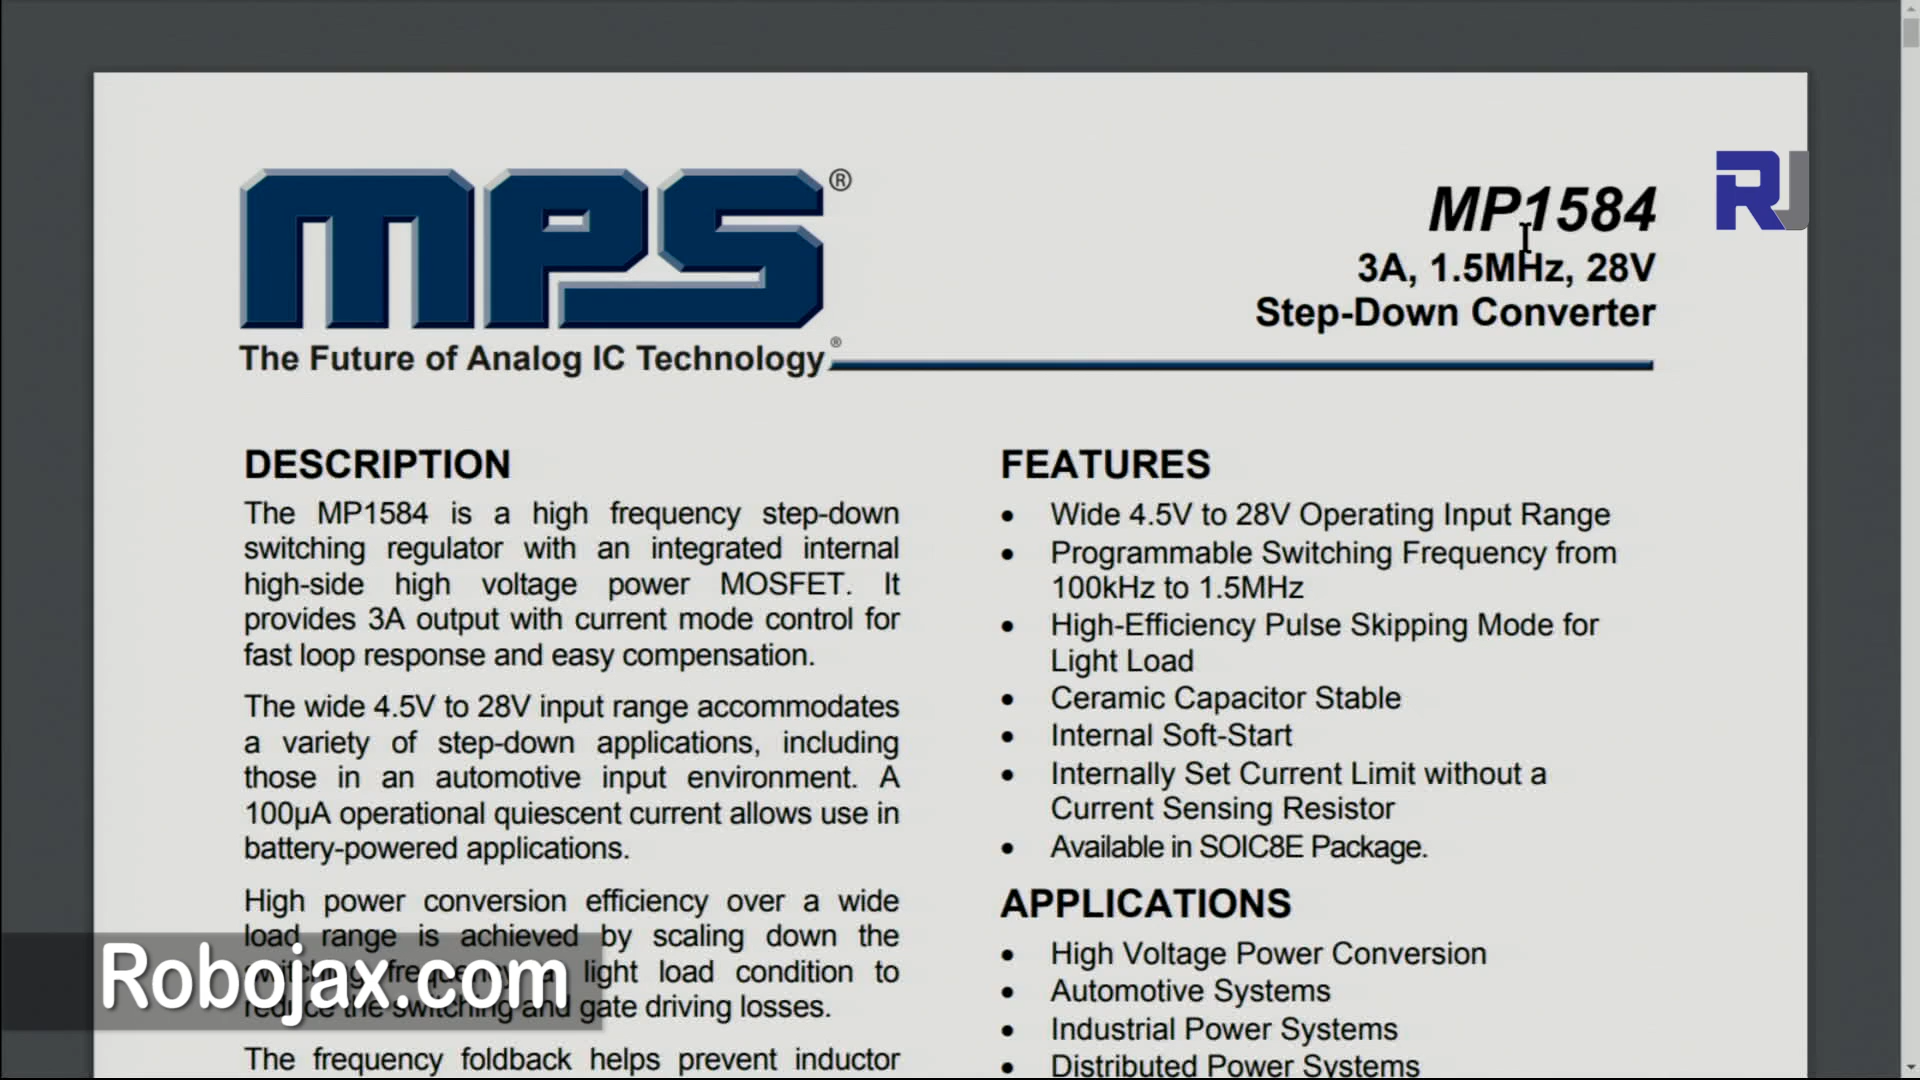 MPS®
The Future of Analog IC Technology®
MP1584
3A, 1.5MHz, 28V
Step-Down Converter
RJ
DESCRIPTION
The MP1584 is a high frequency step-down
switching regulator with an integrated internal
high-side high voltage power MOSFET. It
provides 3A output with current mode control for
fast loop response and easy compensation.
The wide 4.5V to 28V input range accommodates
a variety of step-down applications, including
those in an automotive input environment. A
100µA operational quiescent current allows use in
battery-powered applications.
High power conversion efficiency over a wide
load range is achieved by scaling down the
switching frequency light load condition to
reduce the switching and gate driving losses.
The frequency foldback helps prevent inductor
FEATURES
• Wide 4.5V to 28V Operating Input Range
• Programmable Switching Frequency from
100kHz to 1.5MHz
• High-Efficiency Pulse Skipping Mode for
Light Load
• Ceramic Capacitor Stable
• Internal Soft-Start
• Internally Set Current Limit without a
Current Sensing Resistor
• Available in SOIC8E Package.
APPLICATIONS
• High Voltage Power Conversion
• Automotive Systems
• Industrial Power Systems
• Distributed Power Systems
Robojax.com